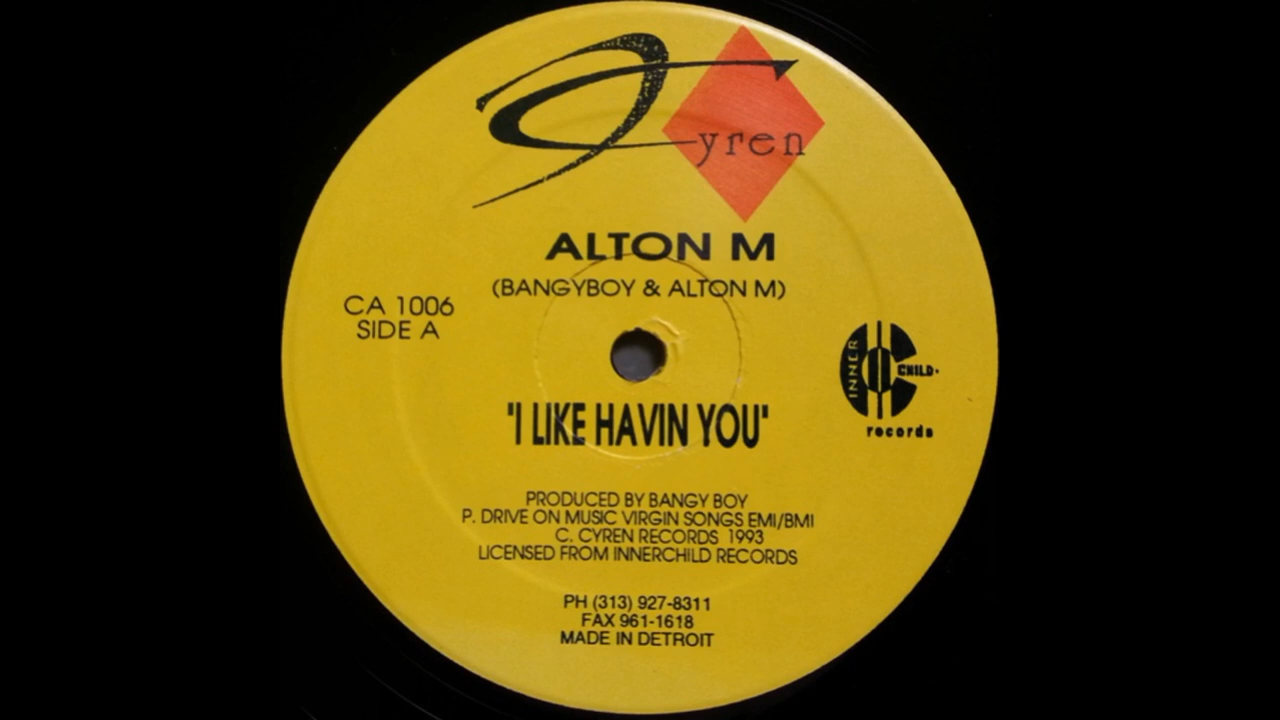 Cyren
ALTON M
(BANGYBOY & ALTON M)
CA 1006
SIDE A
INNER CHILD.
records
"I LIKE HAVIN YOU"
PRODUCED BY BANGY BOY
P. DRIVE ON MUSIC VIRGIN SONGS EMI/BMI
C. CYREN RECORDS 1993
LICENSED FROM INNERCHILD RECORDS
PH (313) 927-8311
FAX 961-1618
MADE IN DETROIT